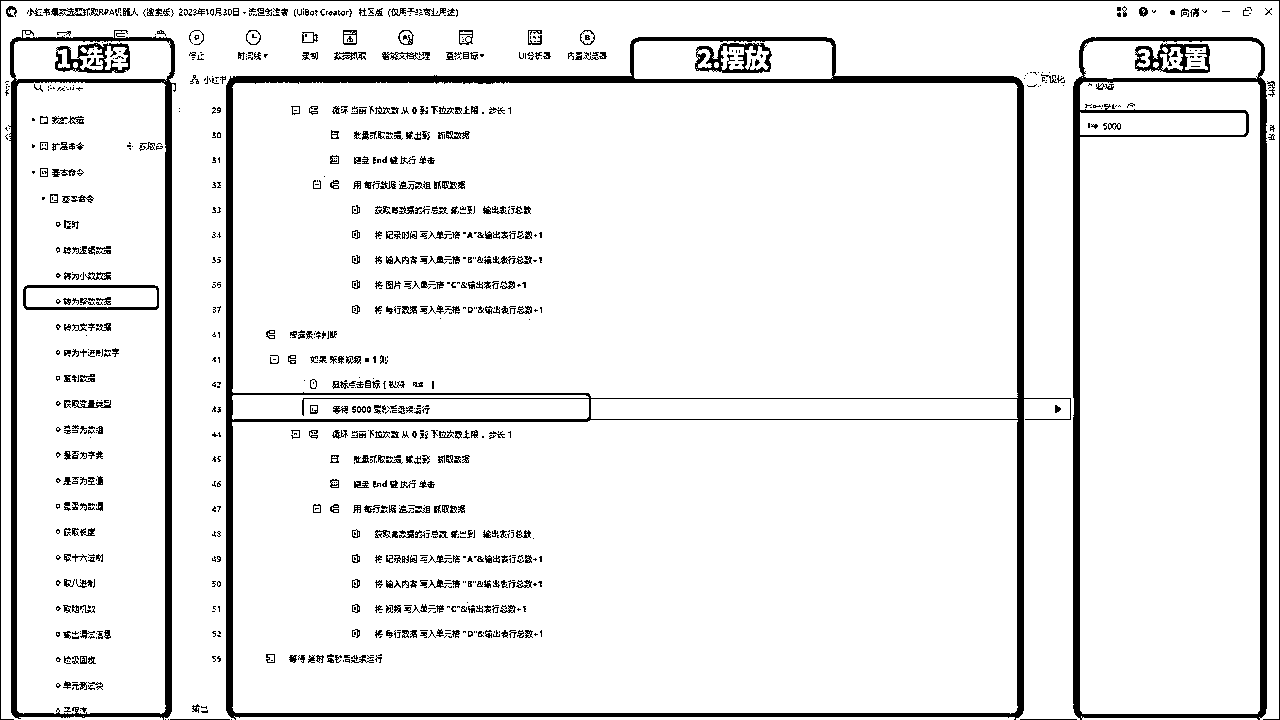 小红书爆款选题抓取RPA机器人（搜索版）2023年10月30日 - 流程创造者（UiBot Creator） 社区版（仅用于非商业用途）
停止
时间线
录制
数据抓取
智能文档处理
查找目标
UI分析器
内置浏览器
1.选择
2.摆放
3.设置
小红书
可视化
我的收藏
扩展命令
基本命令
基本命令
延时
转为逻辑数据
转为小数数据
转为整数数据
转为文字数据
转为十进制数字
复制数据
获取变量类型
是否为数组
是否为字典
是否为空值
是否为数值
获取长度
取十六进制
取八进制
取随机数
输出调试信息
垃圾回收
单元测试块
子程序
29 循环 当前下拉次数 从 0 到 下拉次数上限，步长 1
30 批量抓取数据, 输出到 抓取数据
31 键盘 End 键 执行 单击
32 用 每行数据 遍历数组 抓取数据
33 获取总数据的行总数, 输出到 输出表行总数
34 将 记录时间 写入单元格 "A"&输出表行总数+1
35 将 输入内容 写入单元格 "B"&输出表行总数+1
36 将 图片 写入单元格 "C"&输出表行总数+1
37 将 每行数据 写入单元格 "D"&输出表行总数+1
41 根据条件判断
41 如果 采集视频 = 1 则
42 鼠标点击目标
43 等待 5000 毫秒后继续运行
44 循环 当前下拉次数 从 0 到 下拉次数上限，步长 1
45 批量抓取数据, 输出到 抓取数据
46 键盘 End 键 执行 单击
47 用 每行数据 遍历数组 抓取数据
48 获取总数据的行总数, 输出到 输出表行总数
49 将 记录时间 写入单元格 "A"&输出表行总数+1
50 将 输入内容 写入单元格 "B"&输出表行总数+1
51 将 视频 写入单元格 "C"&输出表行总数+1
52 将 每行数据 写入单元格 "D"&输出表行总数+1
55 等待 延时 毫秒后继续运行
5000
输出